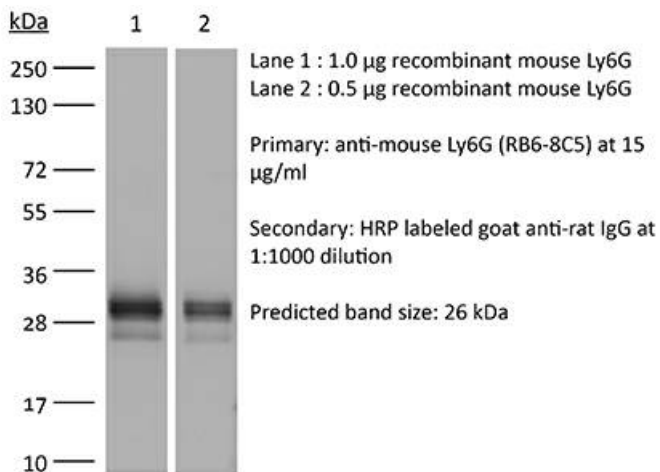 kDa
1 2
250
130
72
55
36
28
17
10
Lane 1 : 1.0 µg recombinant mouse Ly6G
Lane 2 : 0.5 µg recombinant mouse Ly6G
Primary: anti-mouse Ly6G (RB6-8C5) at 15
µg/ml
Secondary: HRP labeled goat anti-rat IgG at
1:1000 dilution
Predicted band size: 26 kDa